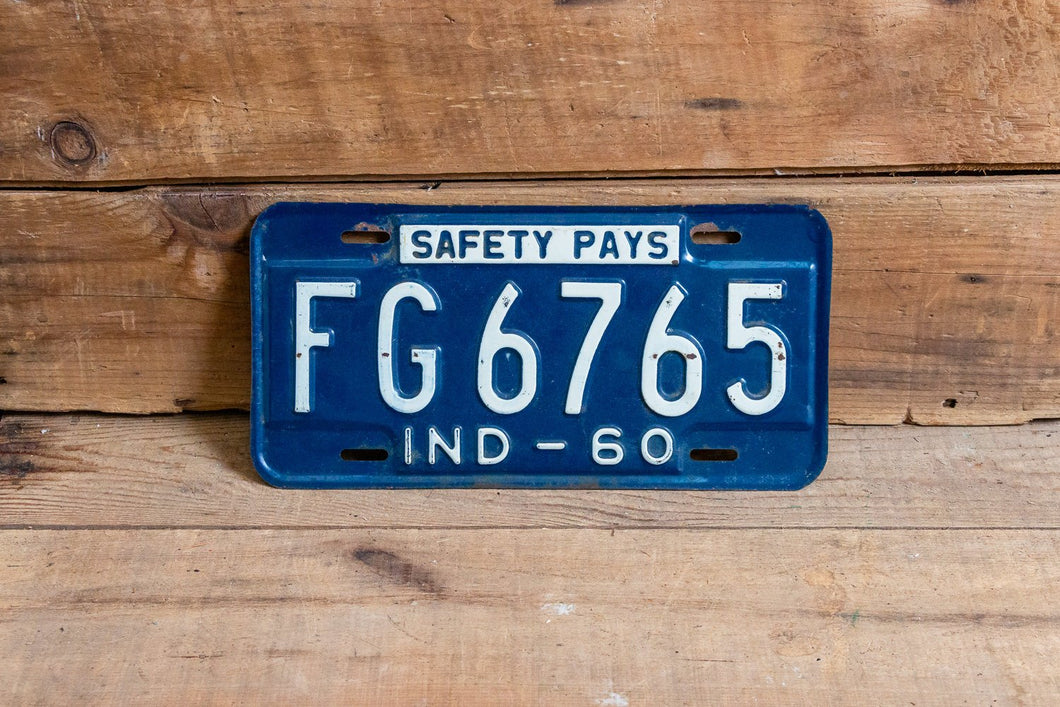 SAFETY PAYS
FG 6765
IND - 60